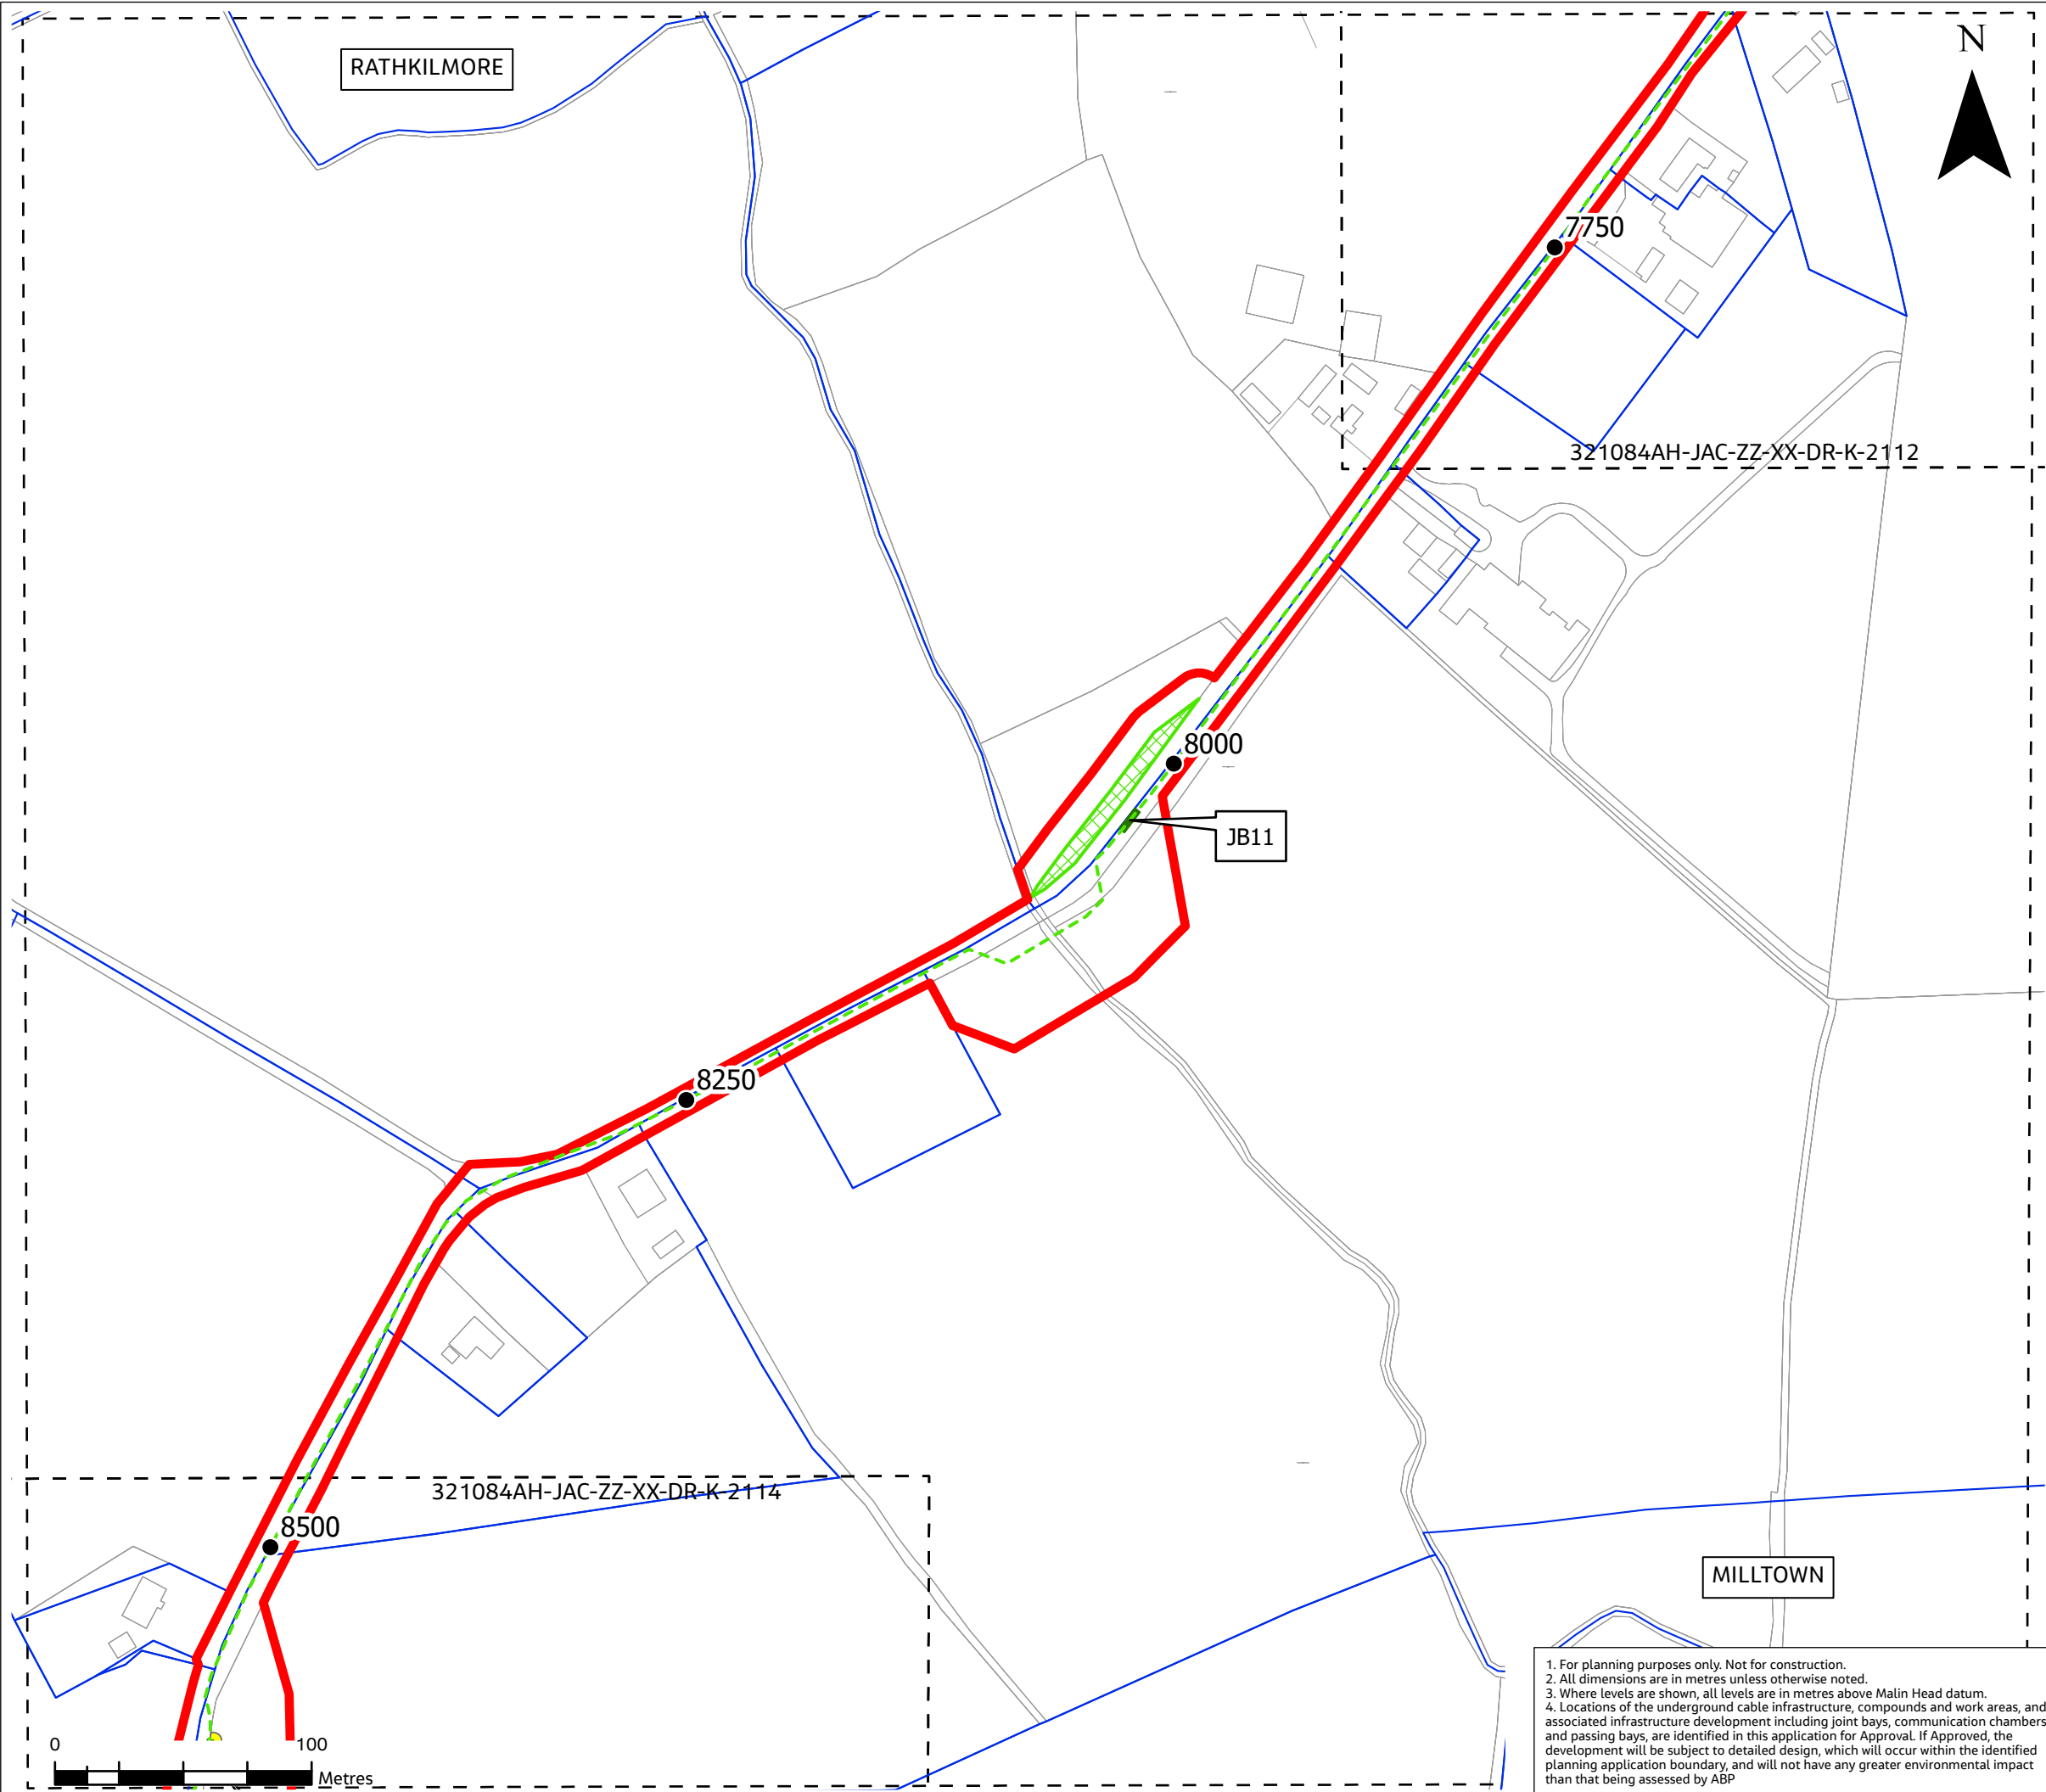 RATHKILMORE
N
7750
321084AH-JAC-ZZ-XX-DR-K-2112
8000
JB11
8250
321084AH-JAC-ZZ-XX-DR-K-2114
8500
MILLTOWN
0 100
Metres
1. For planning purposes only. Not for construction.
2. All dimensions are in metres unless otherwise noted.
3. Where levels are shown, all levels are in metres above Malin Head datum.
4. Locations of the underground cable infrastructure, compounds and work areas, and
associated infrastructure development including joint bays, communication chambers
and passing bays, are identified in this application for Approval. If Approved, the
development will be subject to detailed design, which will occur within the identified
planning application boundary, and will not have any greater environmental impact
than that being assessed by ABP